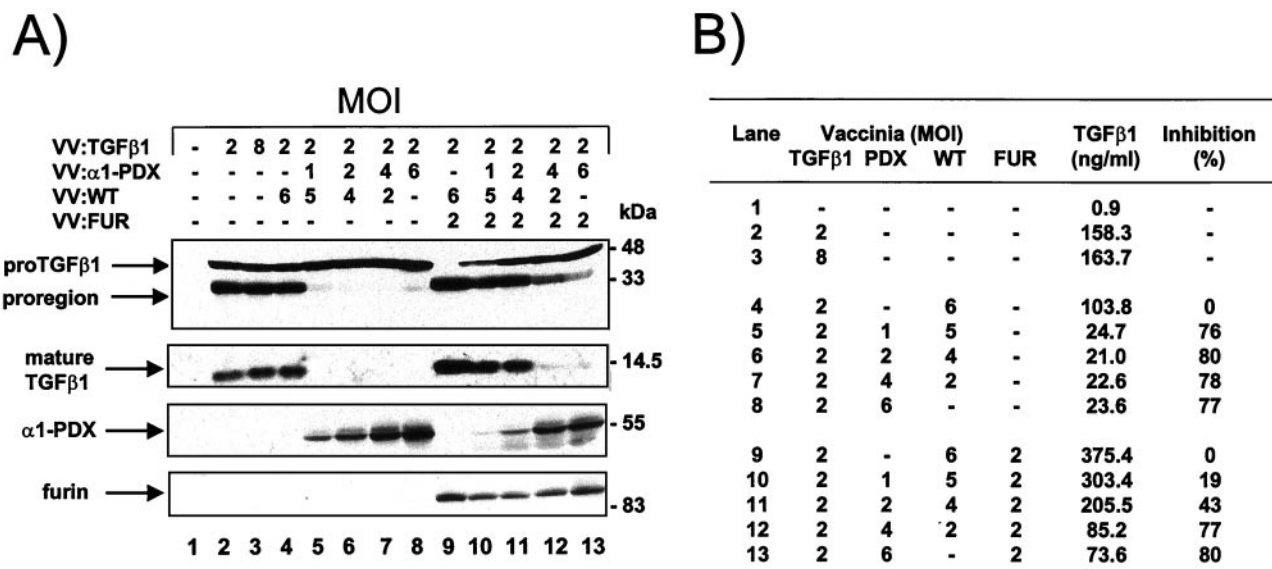 A)
MOI
VV:TGFβ1 - 2 8 2 2 2 2 2 2 2 2 2 2
VV:α1-PDX - - - - 1 2 4 6 - 1 2 4 6
VV:WT - - - 6 5 4 2 - 6 5 4 2 -
VV:FUR - - - - - - - - 2 2 2 2 2
kDa
proTGFβ1
proregion
- 48
- 33
mature
TGFβ1
- 14.5
α1-PDX
- 55
furin
- 83
1 2 3 4 5 6 7 8 9 10 11 12 13
B)
Lane Vaccinia (MOI) TGFβ1 Inhibition
TGFβ1 PDX WT FUR (ng/ml) (%)
1 - - - - 0.9 -
2 2 - - - 158.3 -
3 8 - - - 163.7 -
4 2 - 6 - 103.8 0
5 2 1 5 - 24.7 76
6 2 2 4 - 21.0 80
7 2 4 2 - 22.6 78
8 2 6 - - 23.6 77
9 2 - 6 2 375.4 0
10 2 1 5 2 303.4 19
11 2 2 4 2 205.5 43
12 2 4 2 2 85.2 77
13 2 6 - 2 73.6 80